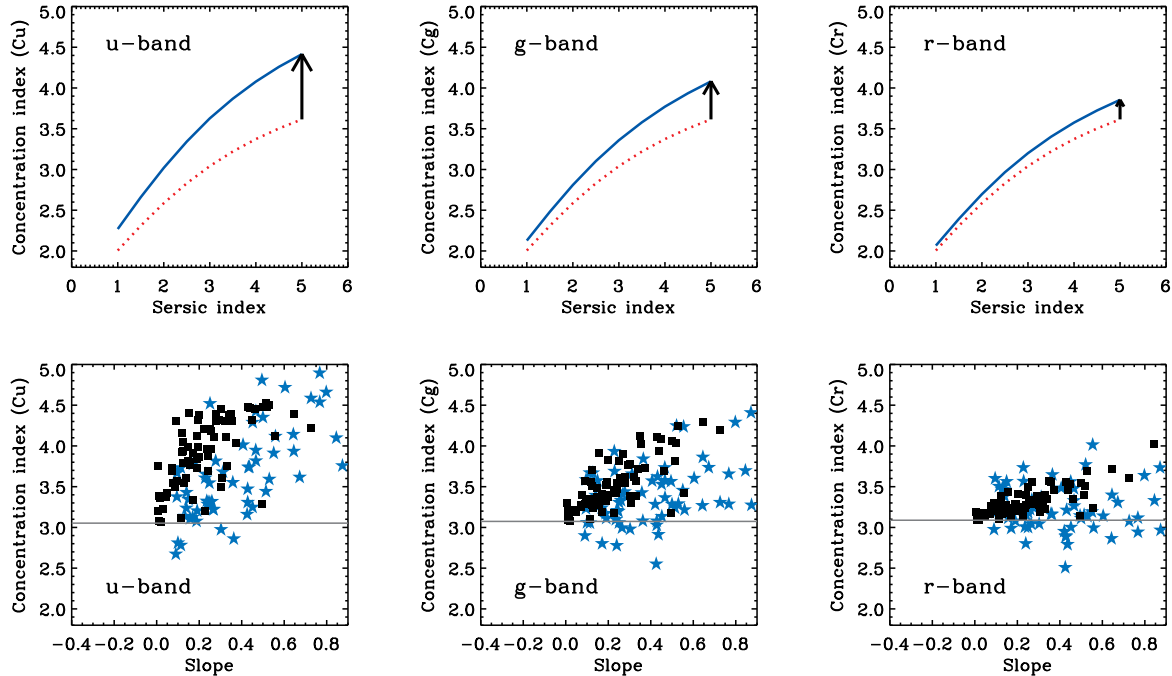 Concentration index (Cu)
5.0
4.5
4.0
3.5
3.0
2.5
2.0
u-band
0 1 2 3 4 5 6
Sersic index
Concentration index (Cg)
5.0
4.5
4.0
3.5
3.0
2.5
2.0
g-band
0 1 2 3 4 5 6
Sersic index
Concentration index (Cr)
5.0
4.5
4.0
3.5
3.0
2.5
2.0
r-band
0 1 2 3 4 5 6
Sersic index
Concentration index (Cu)
5.0
4.5
4.0
3.5
3.0
2.5
2.0
u-band
-0.4 -0.2 0.0 0.2 0.4 0.6 0.8
Slope
Concentration index (Cg)
5.0
4.5
4.0
3.5
3.0
2.5
2.0
g-band
-0.4 -0.2 0.0 0.2 0.4 0.6 0.8
Slope
Concentration index (Cr)
5.0
4.5
4.0
3.5
3.0
2.5
2.0
r-band
-0.4 -0.2 0.0 0.2 0.4 0.6 0.8
Slope